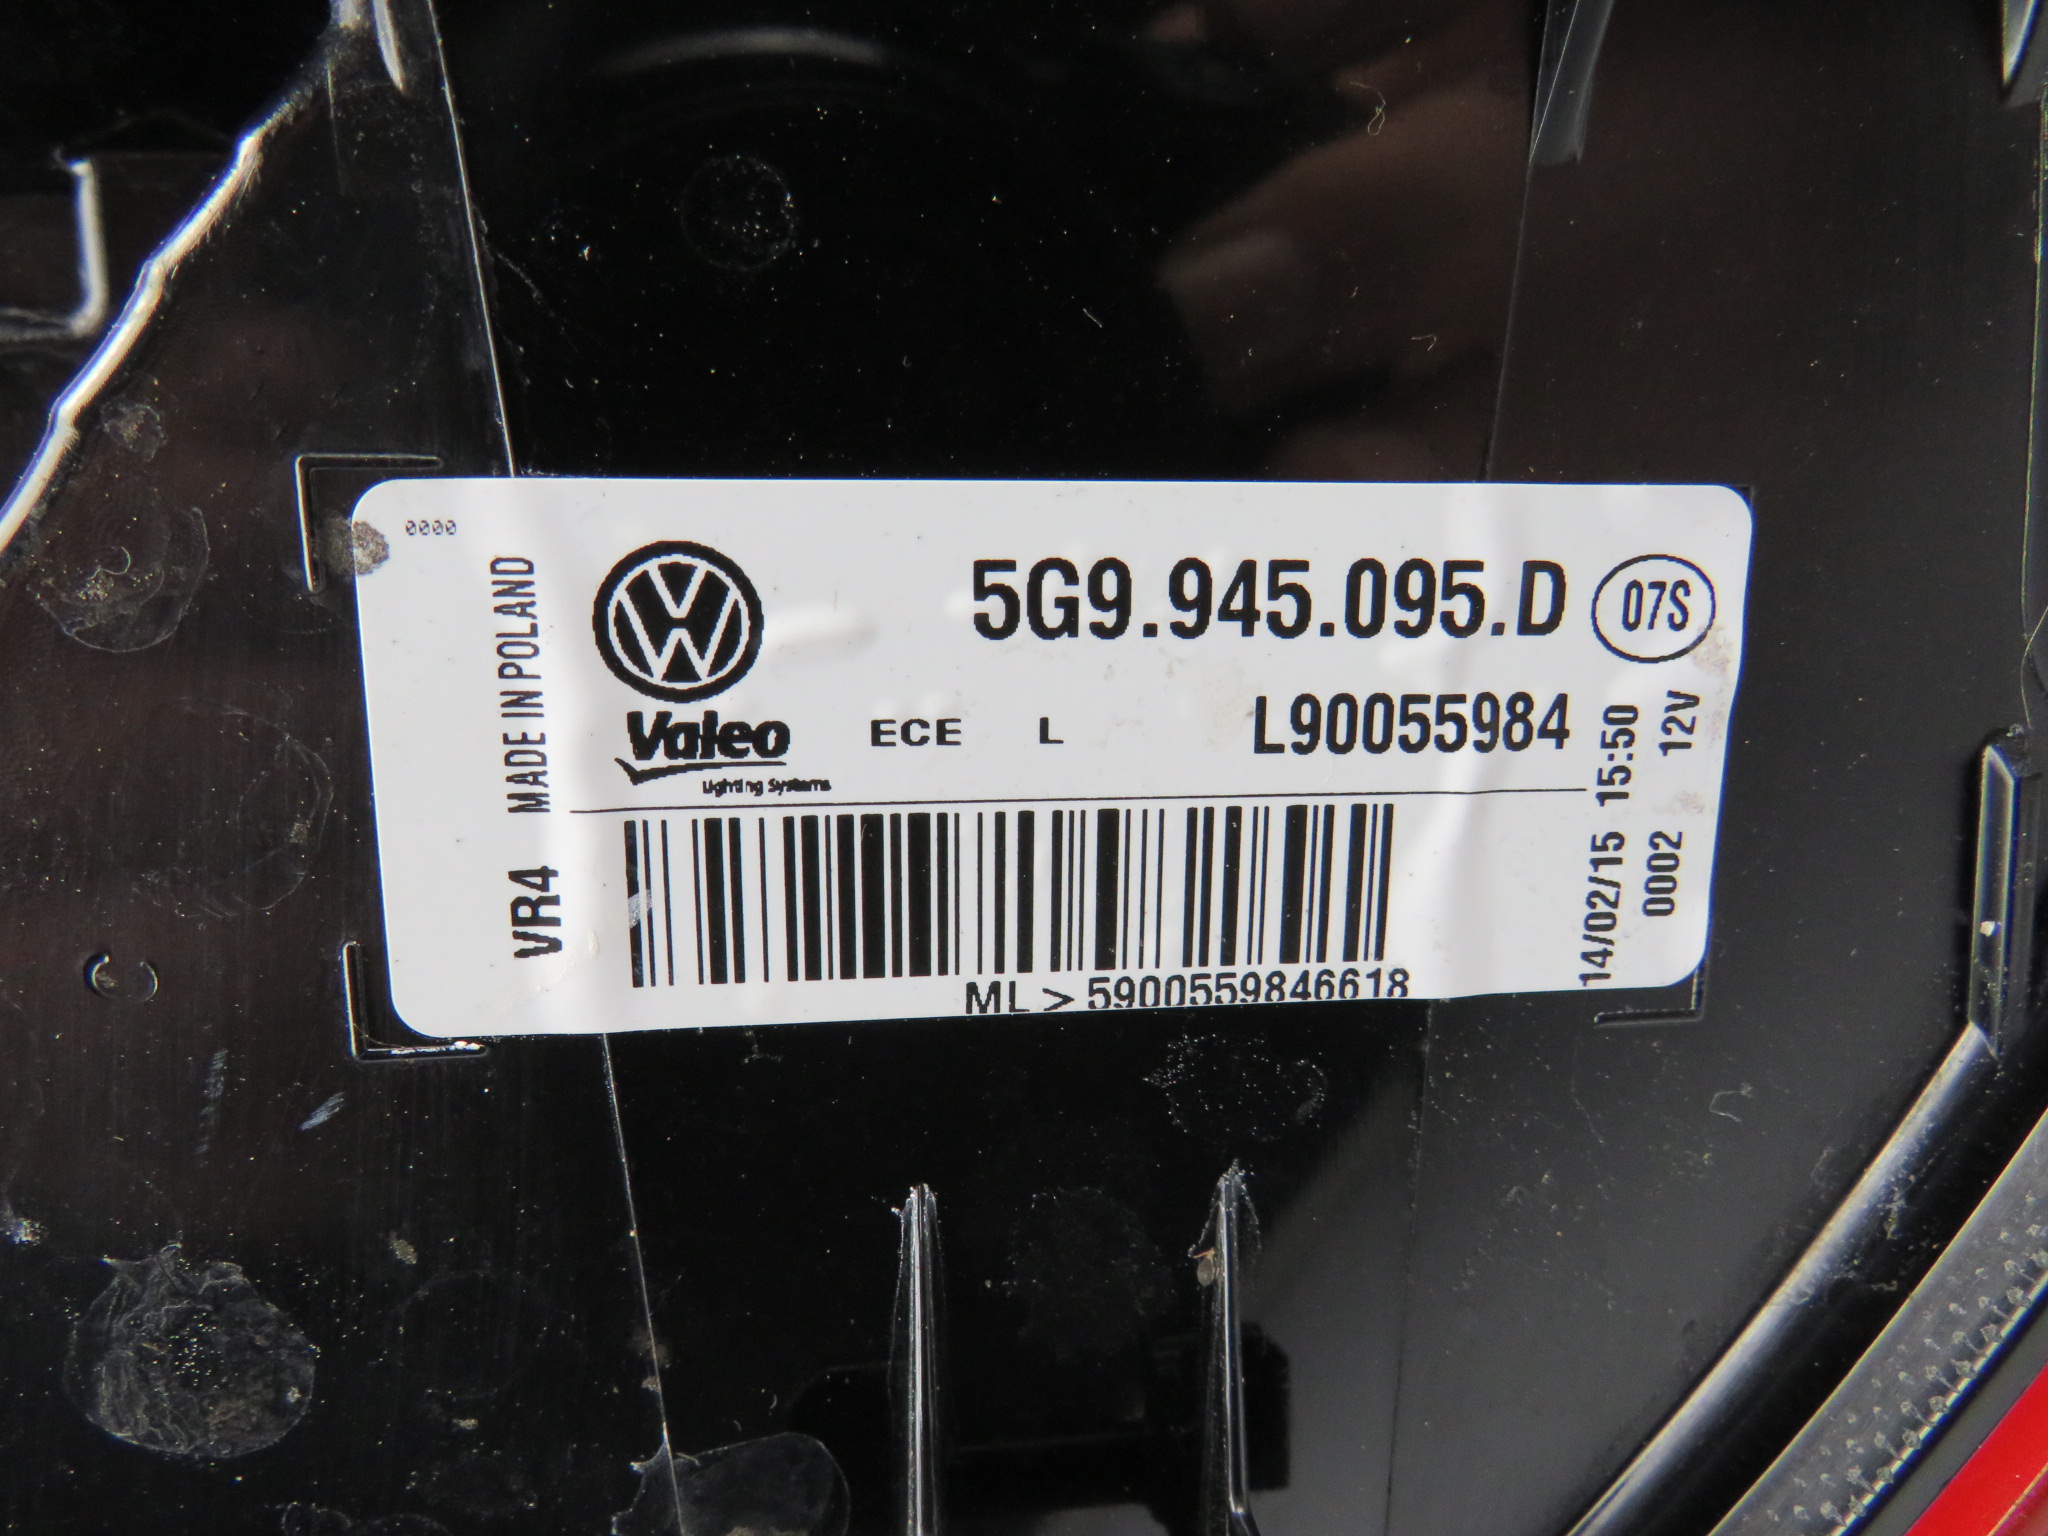 0000
MADE IN POLAND
VR4
5G9.945.095.D
07S
Valeo
Lighting Systems
ECE L
L90055984
14/02/15 15:50
0002 12V
ML>5900559846618